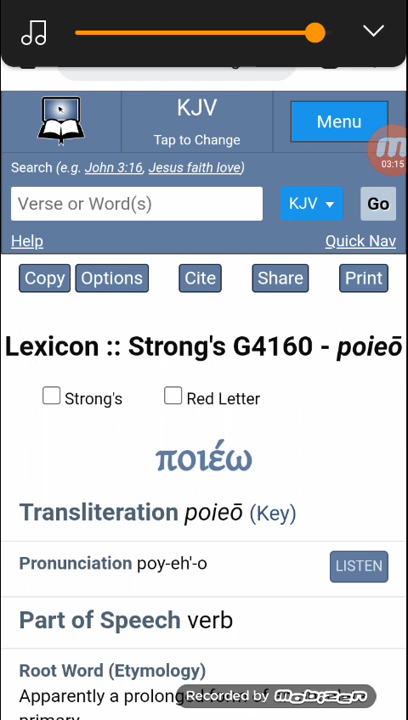 KJV
Tap to Change
Menu
03:15
Search (e.g. John 3:16, Jesus faith love)
Verse or Word(s)
KJV
Go
Help
Quick Nav
Copy
Options
Cite
Share
Print
Lexicon :: Strong's G4160 - poieō
Strong's
Red Letter
ποιέω
Transliteration poieō (Key)
Pronunciation poy-eh'-o
LISTEN
Part of Speech verb
Root Word (Etymology)
Apparently a prolonged form of
Recorded by mobizen
primary